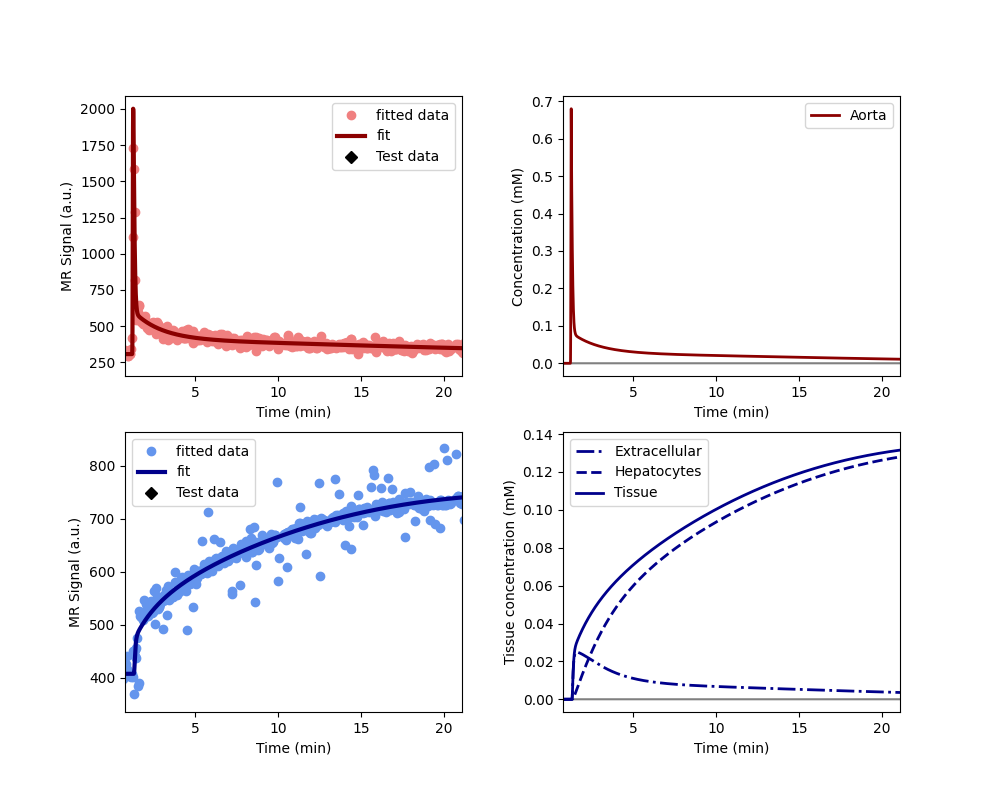 2000
1750
1500
1250
1000
750
500
250
MR Signal (a.u.)
fitted data
fit
Test data
5
10
15
20
Time (min)
0.7
0.6
0.5
0.4
0.3
0.2
0.1
0.0
Concentration (mM)
Aorta
5
10
15
20
Time (min)
800
700
600
500
400
MR Signal (a.u.)
fitted data
fit
Test data
5
10
15
20
Time (min)
0.14
0.12
0.10
0.08
0.06
0.04
0.02
0.00
Tissue concentration (mM)
Extracellular
Hepatocytes
Tissue
5
10
15
20
Time (min)